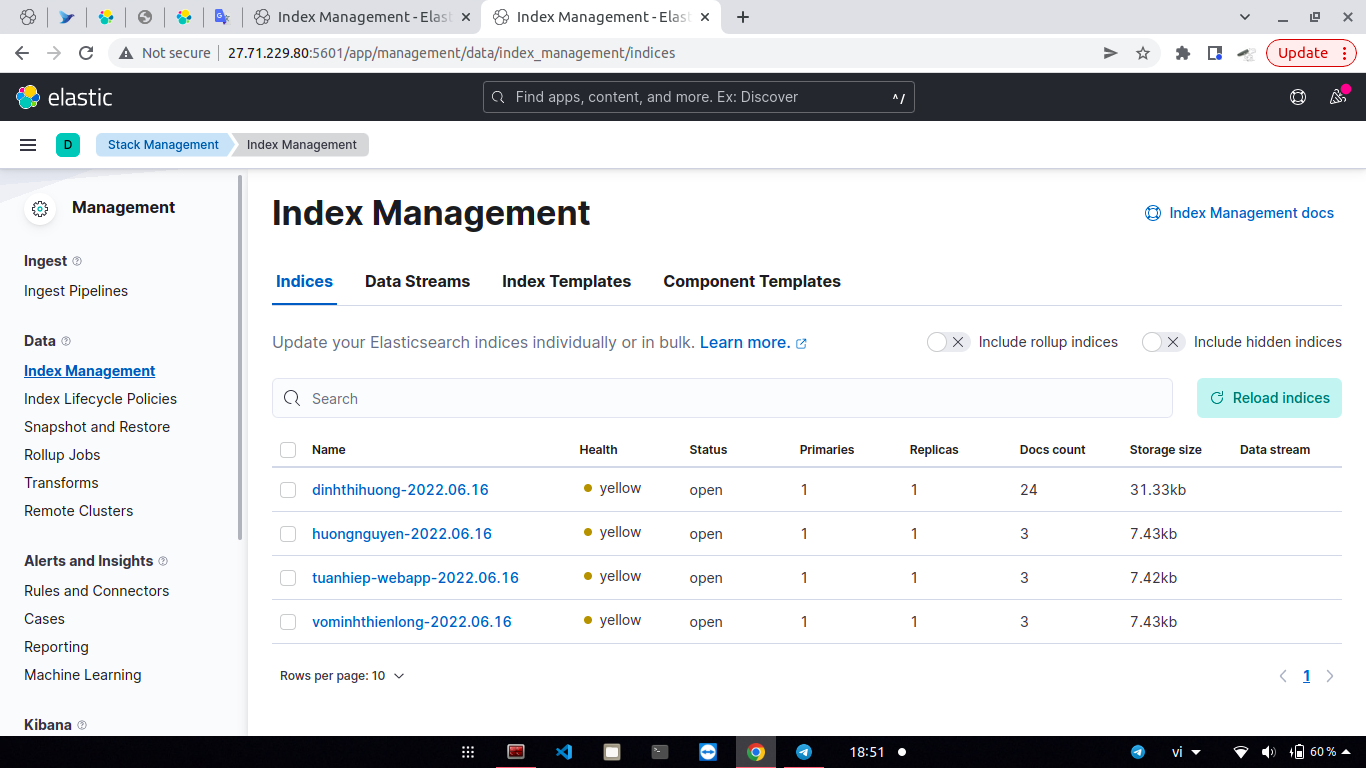 Index Management - Elast
Index Management - Elast
Not secure
27.71.229.80:5601/app/management/data/index_management/indices
Update
elastic
Find apps, content, and more. Ex: Discover
^/
D
Stack Management
Index Management
Management
Ingest
Ingest Pipelines
Data
Index Management
Index Lifecycle Policies
Snapshot and Restore
Rollup Jobs
Transforms
Remote Clusters
Alerts and Insights
Rules and Connectors
Cases
Reporting
Machine Learning
Kibana
Index Management
Index Management docs
Indices Data Streams Index Templates Component Templates
Update your Elasticsearch indices individually or in bulk. Learn more.
Include rollup indices
Include hidden indices
Search
Reload indices
Name Health Status Primaries Replicas Docs count Storage size Data stream
dinhthihuong-2022.06.16 yellow open 1 1 24 31.33kb
huongnguyen-2022.06.16 yellow open 1 1 3 7.43kb
tuanhiep-webapp-2022.06.16 yellow open 1 1 3 7.42kb
vominhthienlong-2022.06.16 yellow open 1 1 3 7.43kb
Rows per page: 10
1
18:51
vi
60 %